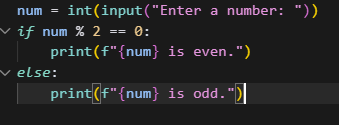 num = int(input("Enter a number: "))
if num % 2 == 0:
    print(f"{num} is even.")
else:
    print(f"{num} is odd.")